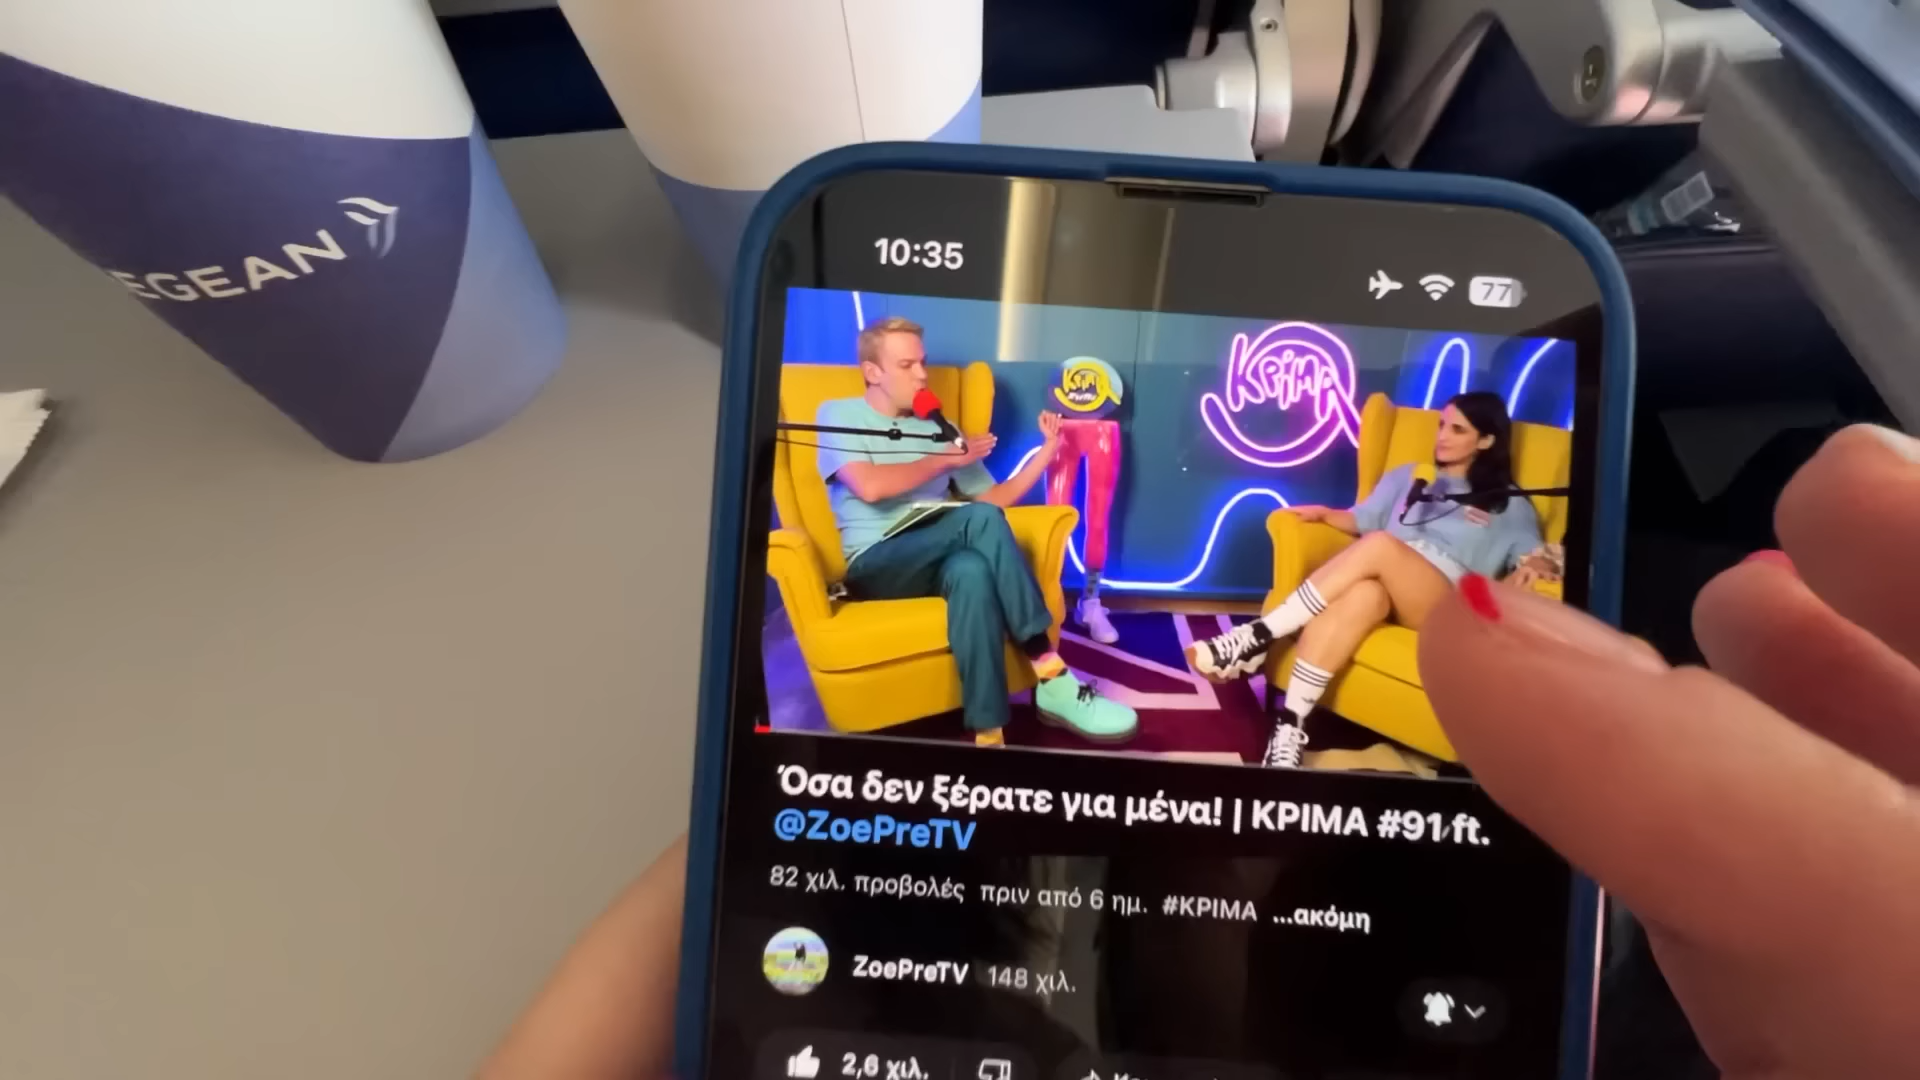 EGEAN
10:35
77
ΚΡΙΜΑ
ΚΡΙΜΑ
Όσα δεν ξέρατε για μένα! | ΚΡΙΜΑ #91 ft.
@ZoePreTV
82 χιλ. προβολές πριν από 6 ημ. #ΚΡΙΜΑ ...ακόμη
ZoePreTV 148 χιλ.
2,6 χιλ.